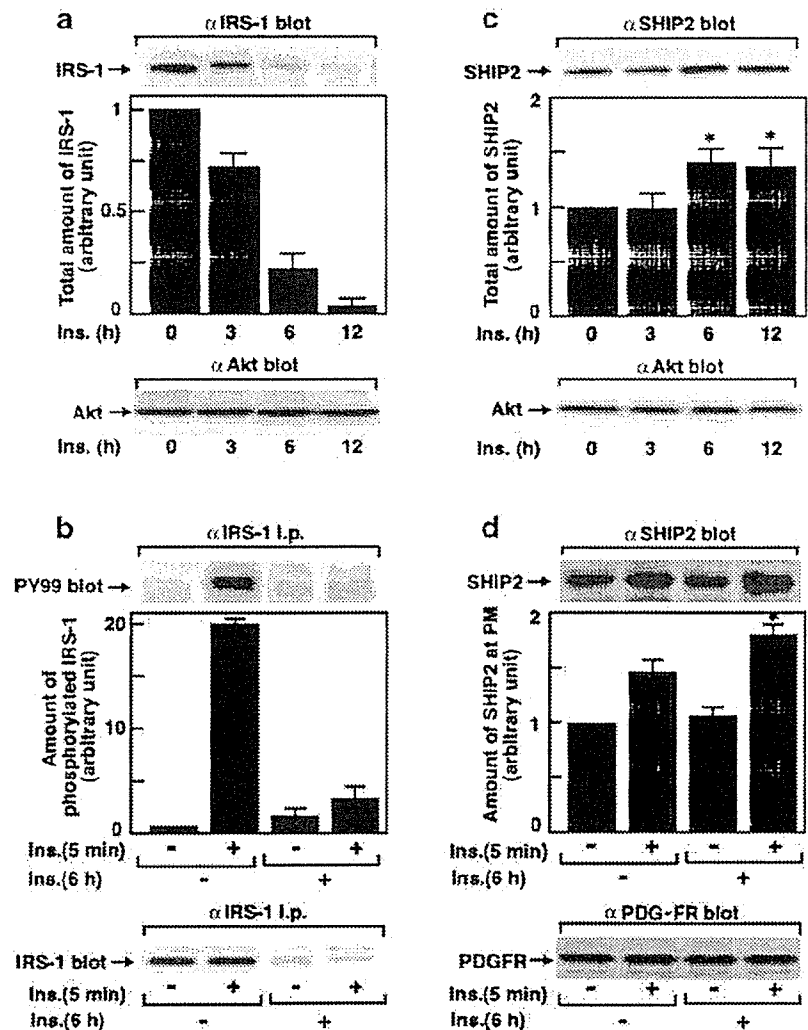 a
α IRS-1 blot
IRS-1→
Total amount of IRS-1
(arbitrary unit)
1
0.5
0
Ins. (h) 0 3 6 12
α Akt blot
Akt→
Ins. (h) 0 3 6 12
b
α IRS-1 I.p.
PY99 blot→
Amount of
phosphorylated IRS-1
(arbitrary unit)
20
10
0
Ins.(5 min) - + - +
Ins.(6 h) - +
α IRS-1 I.p.
IRS-1 blot→
Ins.(5 min) - + - +
Ins.(6 h) - +
c
α SHIP2 blot
SHIP2→
Total amount of SHIP2
(arbitrary unit)
2
1
0
* *
Ins. (h) 0 3 6 12
α Akt blot
Akt→
Ins. (h) 0 3 6 12
d
α SHIP2 blot
SHIP2→
Amount of SHIP2 at PM
(arbitrary unit)
2
1
0
*
Ins.(5 min) - + - +
Ins.(6 h) - +
α PDG-FR blot
PDGFR→
Ins.(5 min) - + - +
Ins.(6 h) - +